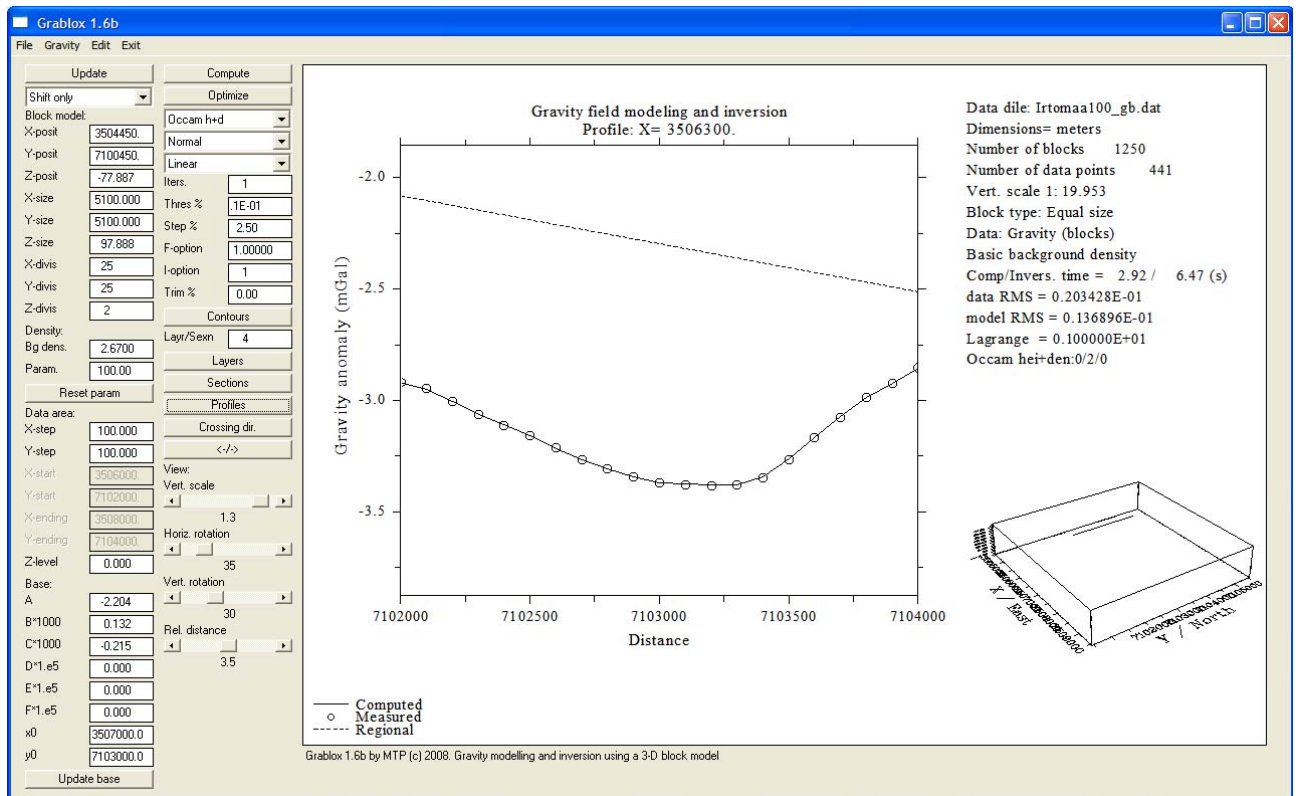 Grablox 1.6b
File Gravity Edit Exit
Update
Shift only
Block model:
X-posit 3504450.
Y-posit 7100450.
Z-posit -77.887
X-size 5100.000
Y-size 5100.000
Z-size 97.888
X-divis 25
Y-divis 25
Z-divis 2
Density:
Bg dens. 2.6700
Param. 100.00
Reset param
Data area:
X-step 100.000
Y-step 100.000
X-start 3506000.
Y-start 7102000.
X-ending 3508000.
Y-ending 7104000.
Z-level 0.000
Base:
A -2.204
B*1000 0.132
C*1000 -0.215
D*1.e5 0.000
E*1.e5 0.000
F*1.e5 0.000
x0 3507000.0
y0 7103000.0
Update base
Compute
Optimize
Occam h+d
Normal
Linear
Iters. 1
Thres % .1E-01
Step % 2.50
F-option 1.00000
I-option 1
Trim % 0.00
Contours
Layr/Sexn 4
Layers
Sections
Profiles
Crossing dir.
<-/->
View:
Vert. scale
1.3
Horiz. rotation
35
Vert. rotation
30
Rel. distance
3.5
Gravity field modeling and inversion
Profile: X= 3506300.
Gravity anomaly (mGal)
-2.0
-2.5
-3.0
-3.5
7102000 7102500 7103000 7103500 7104000
Distance
Computed
Measured
Regional
Data dile: Irtomaa100_gb.dat
Dimensions= meters
Number of blocks 1250
Number of data points 441
Vert. scale 1: 19.953
Block type: Equal size
Data: Gravity (blocks)
Basic background density
Comp/Invers. time = 2.92 / 6.47 (s)
data RMS = 0.203428E-01
model RMS = 0.136896E-01
Lagrange = 0.100000E+01
Occam hei+den:0/2/0
X / East
Y / North
Grablox 1.6b by MTP (c) 2008. Gravity modelling and inversion using a 3-D block model